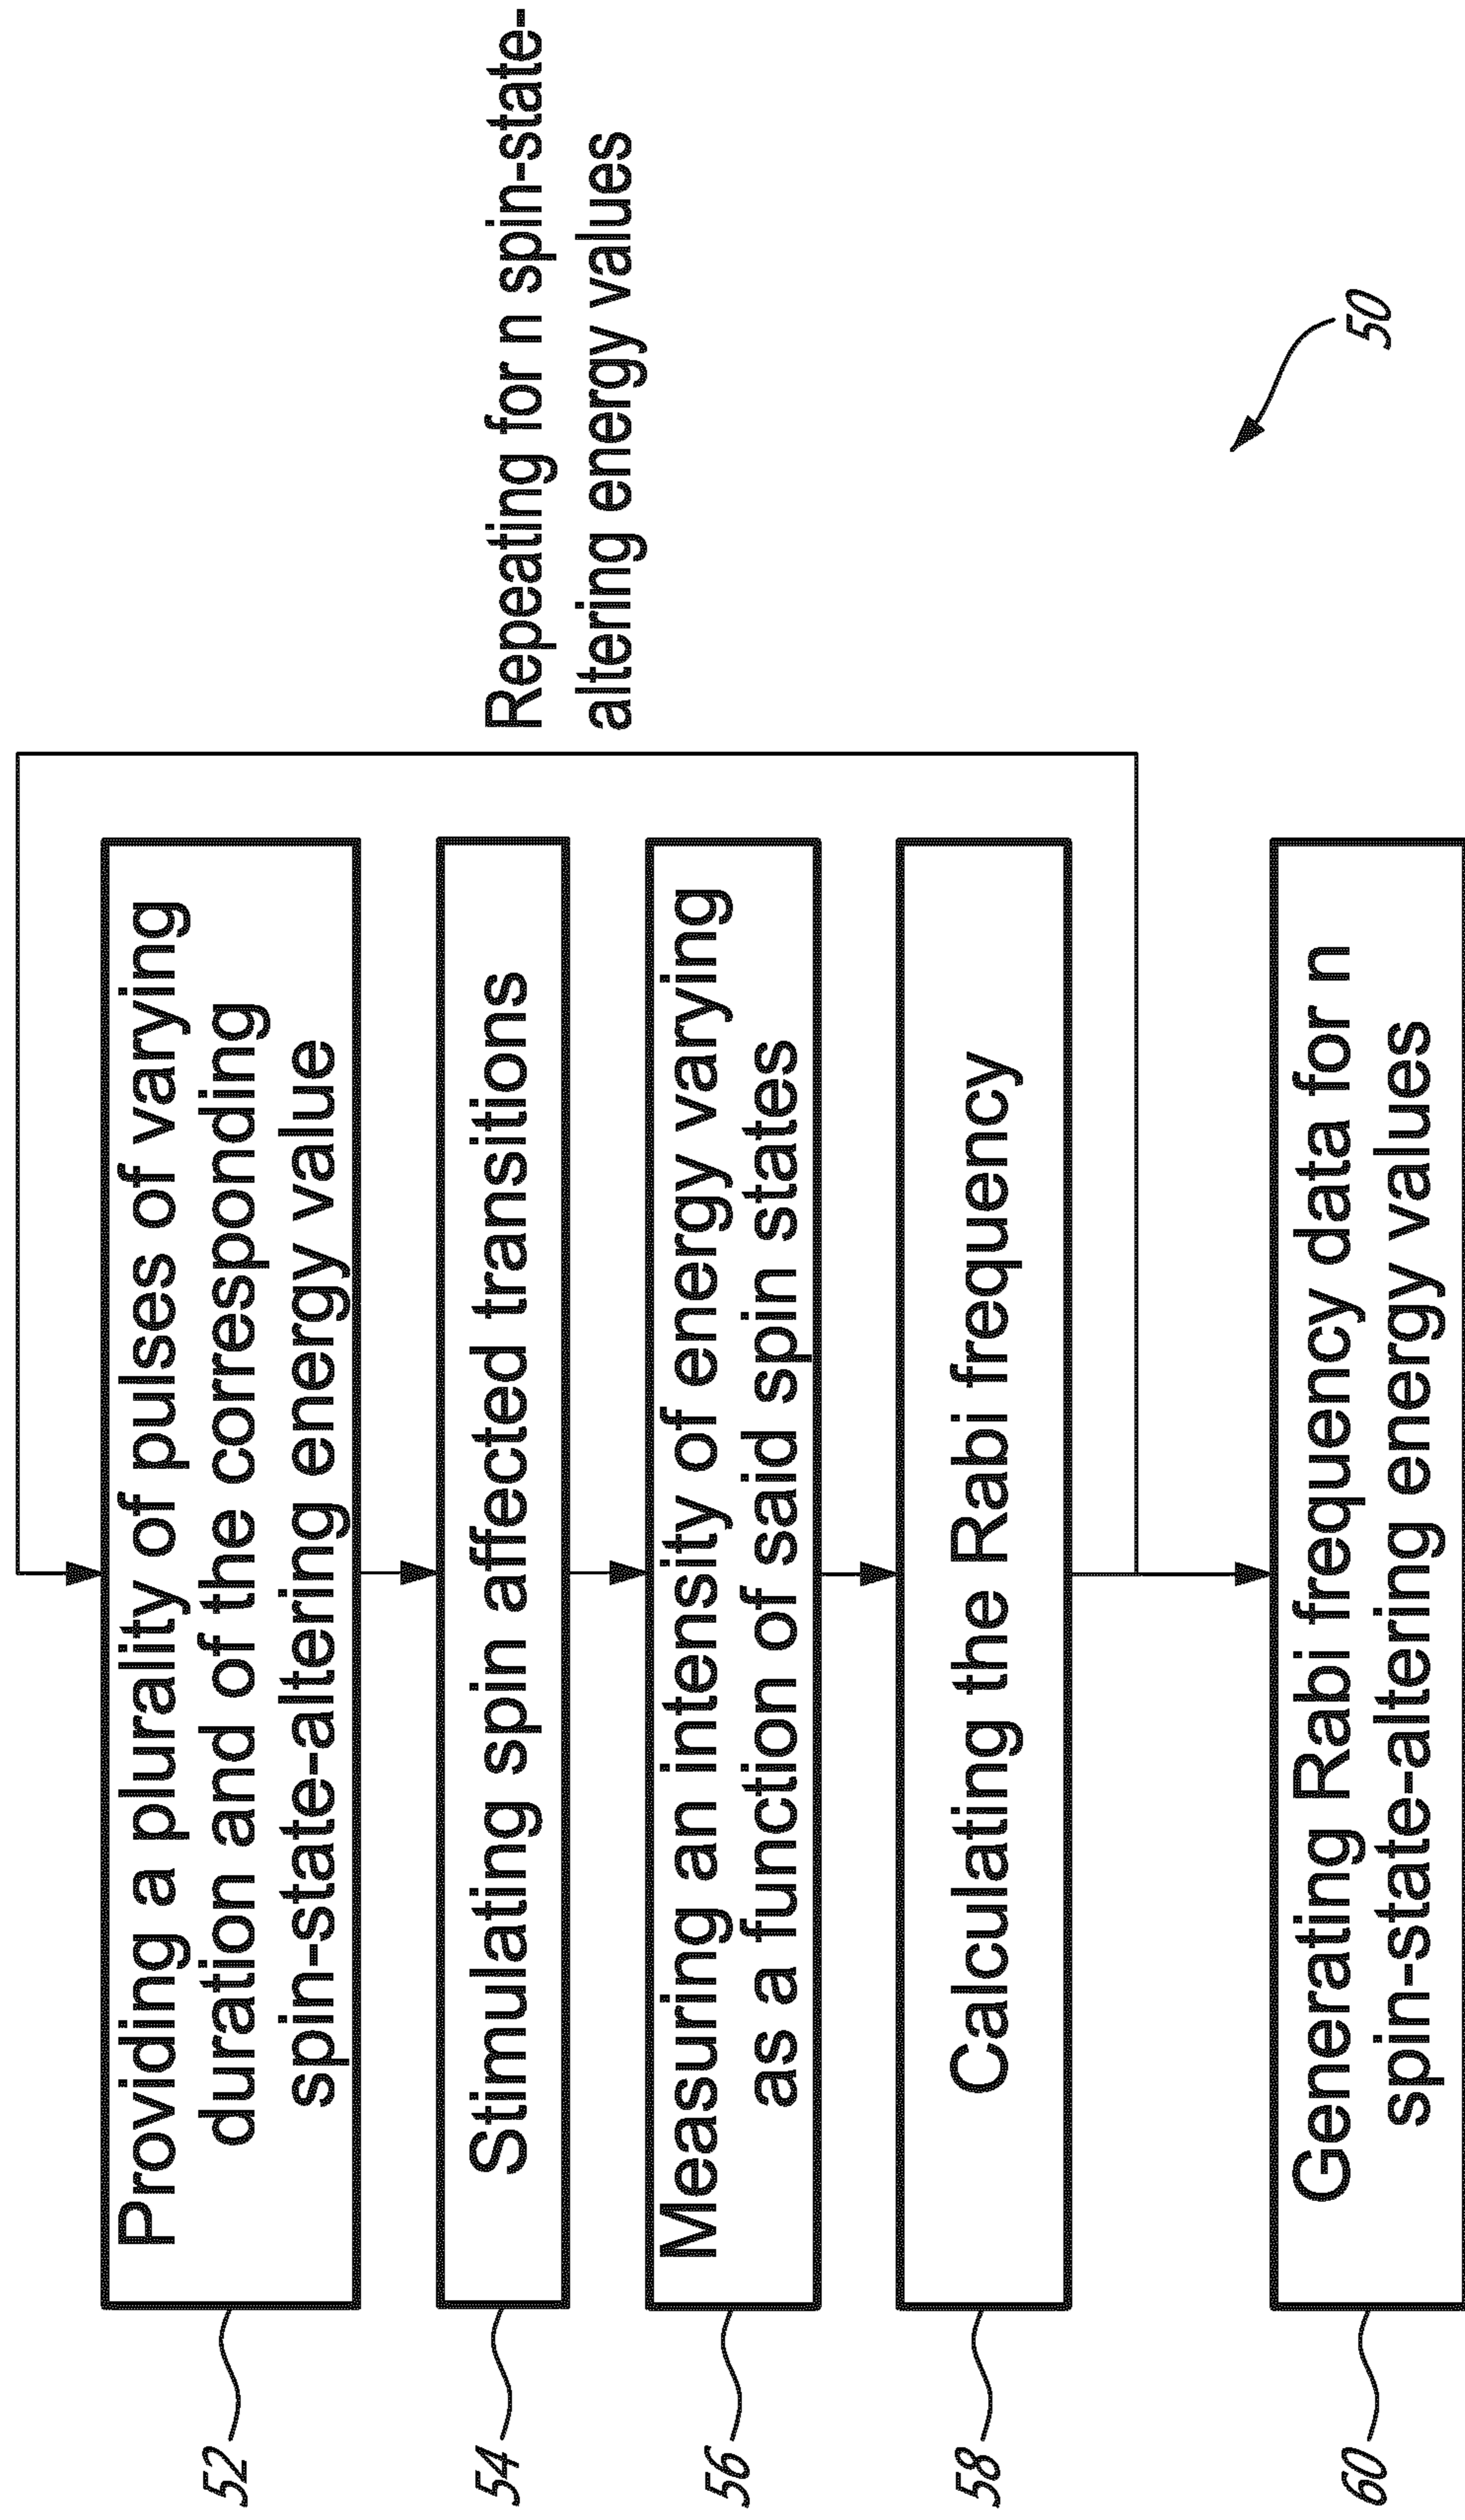 52
Providing a plurality of pulses of varying
duration and of the corresponding
spin-state-altering energy value
54
Stimulating spin affected transitions
Repeating for n spin-state-
altering energy values
56
Measuring an intensity of energy varying
as a function of said spin states
58
Calculating the Rabi frequency
60
Generating Rabi frequency data for n
spin-state-altering energy values
50